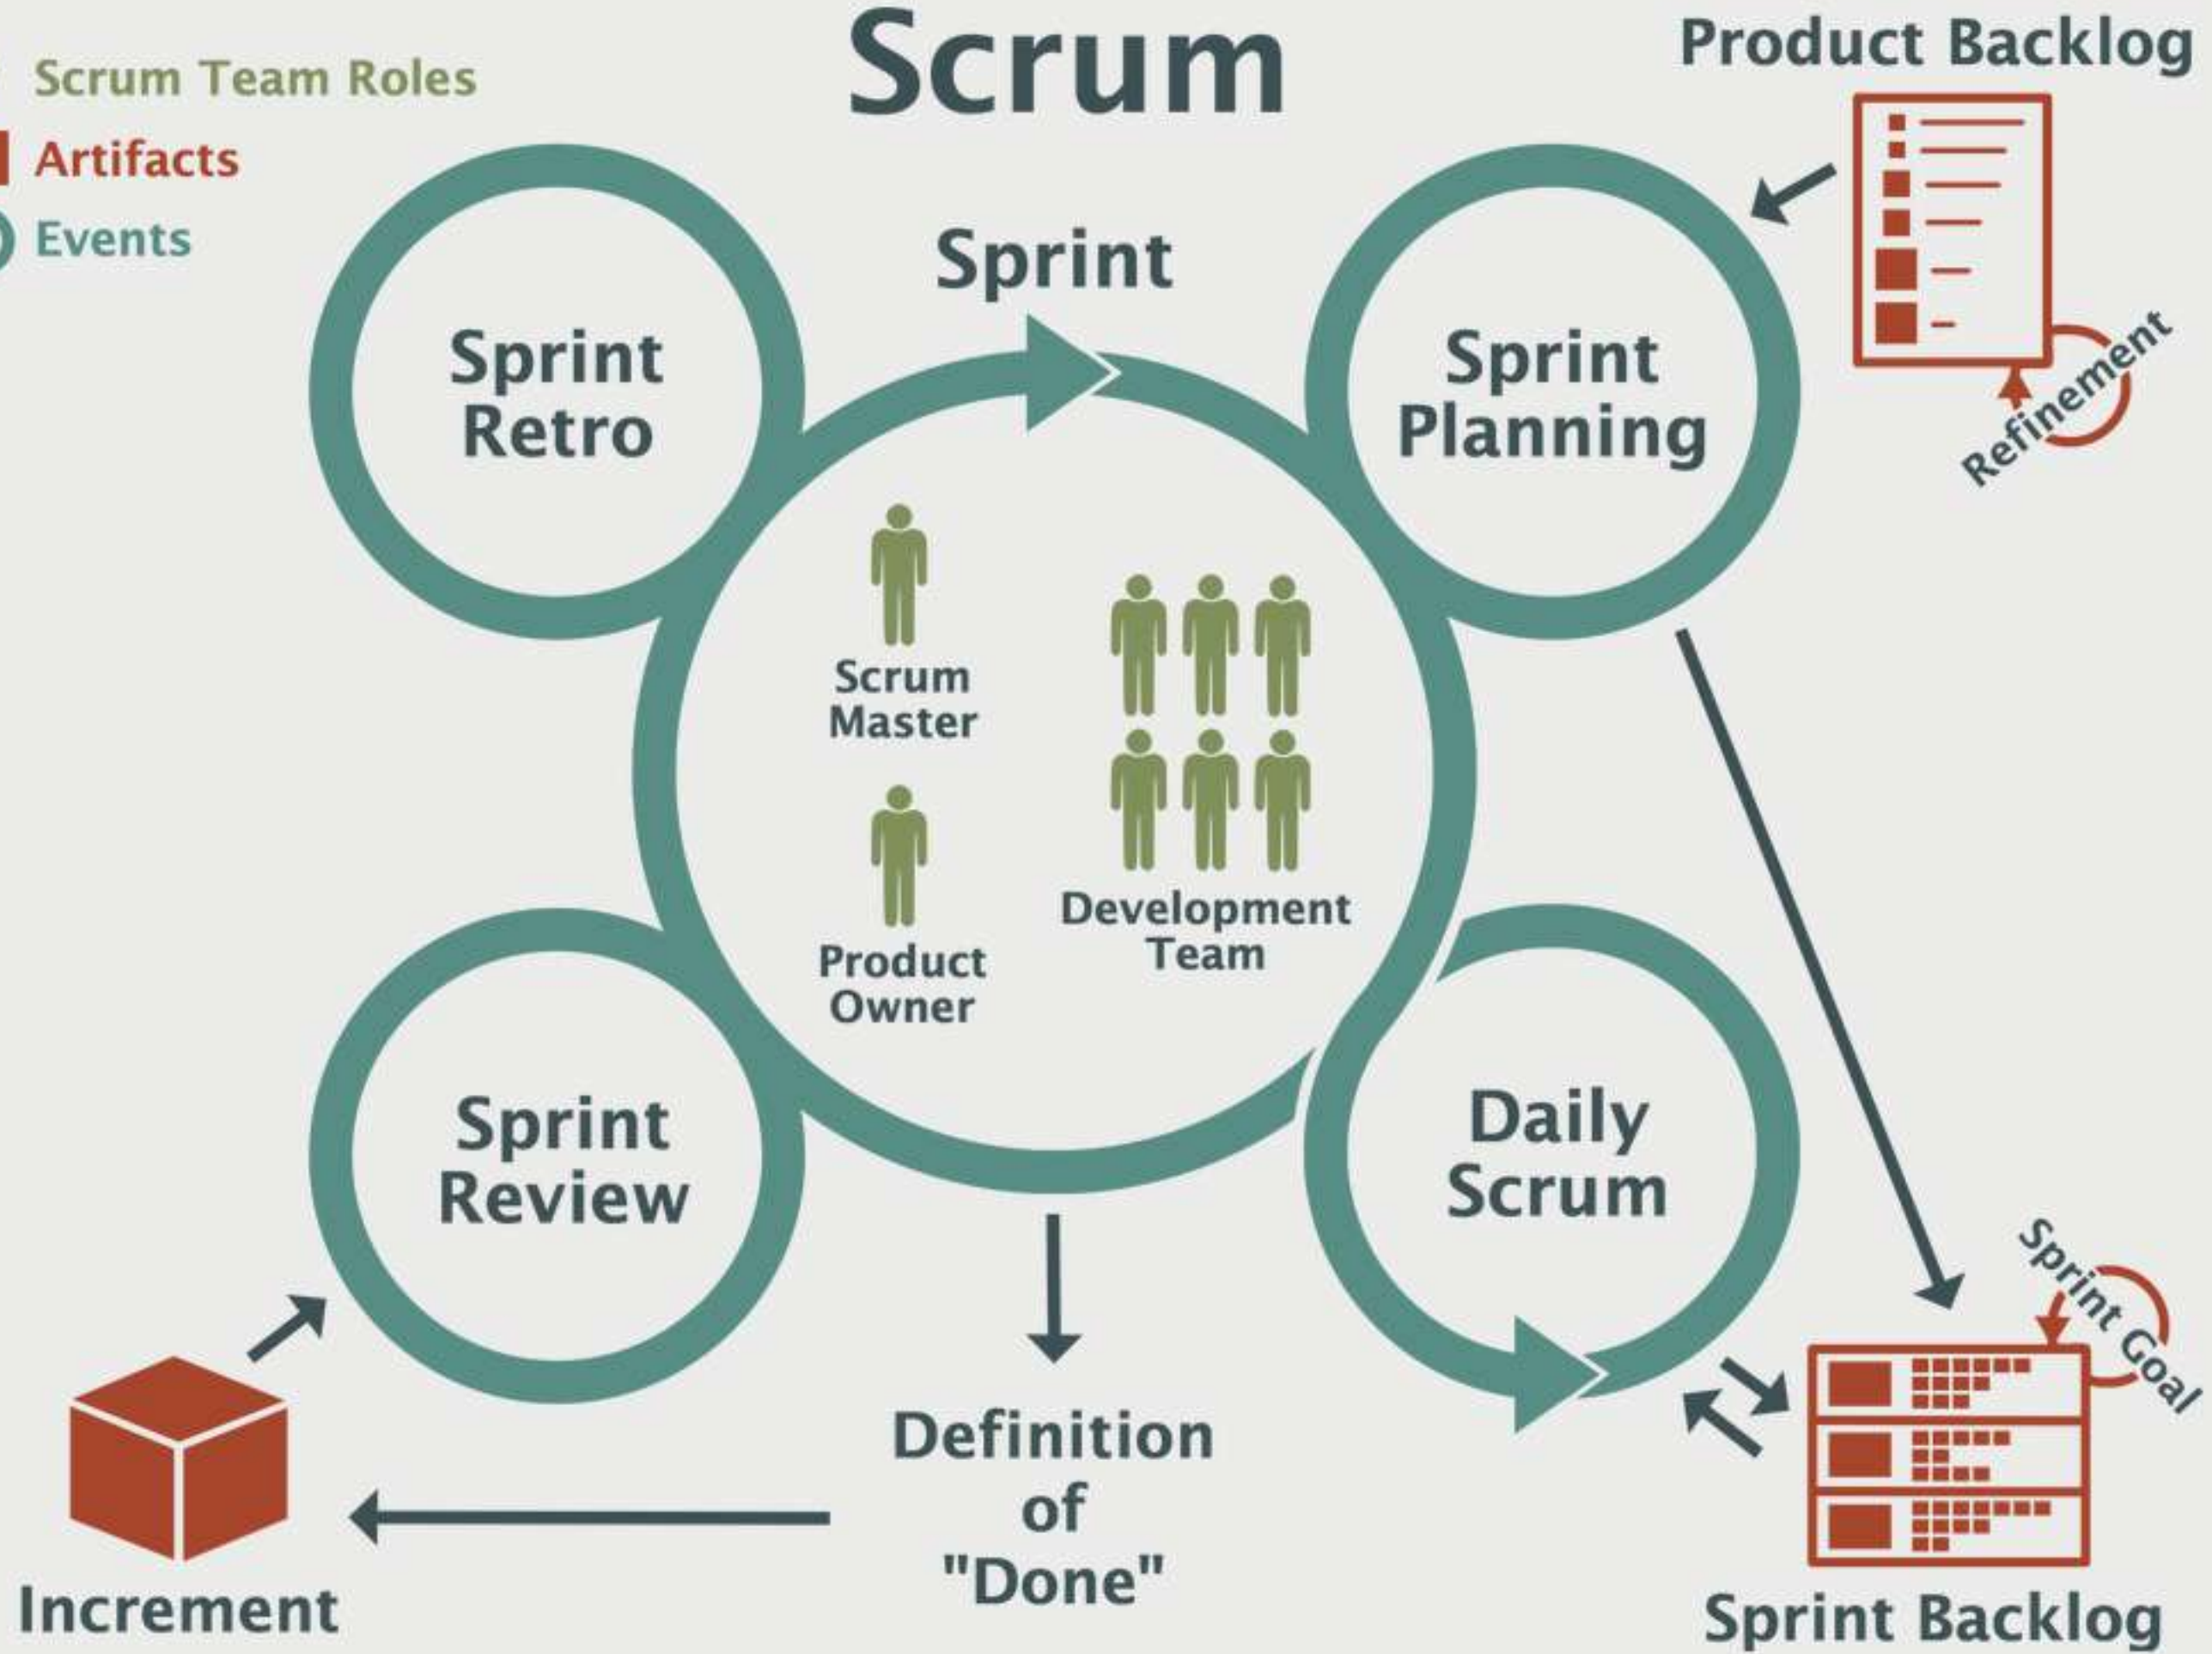 Scrum
Scrum Team Roles
Artifacts
Events
Product Backlog
Refinement
Sprint
Sprint
Retro
Sprint
Planning
Scrum
Master
Product
Owner
Development
Team
Sprint
Review
Daily
Scrum
Sprint Goal
Definition
of
"Done"
Increment
Sprint Backlog